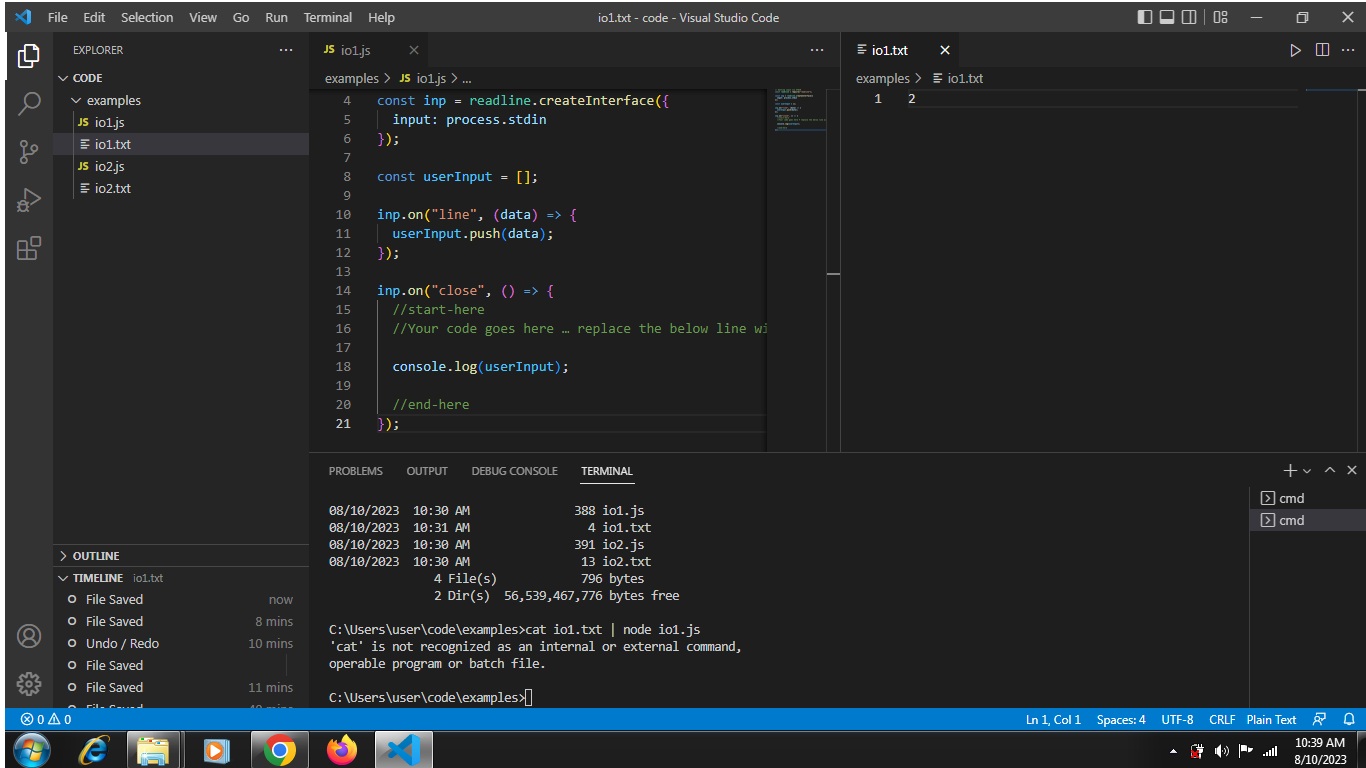 File Edit Selection View Go Run Terminal Help
io1.txt - code - Visual Studio Code
EXPLORER
CODE
examples
JS io1.js
io1.txt
JS io2.js
io2.txt
OUTLINE
TIMELINE io1.txt
File Saved now
File Saved 8 mins
Undo / Redo 10 mins
File Saved
File Saved 11 mins
JS io1.js
examples > JS io1.js > ...
4 const inp = readline.createInterface({
5 input: process.stdin
6 });
7
8 const userInput = [];
9
10 inp.on("line", (data) => {
11 userInput.push(data);
12 });
13
14 inp.on("close", () => {
15 //start-here
16 //Your code goes here … replace the below line wi
17
18 console.log(userInput);
19
20 //end-here
21 });
io1.txt
examples > io1.txt
1 2
PROBLEMS OUTPUT DEBUG CONSOLE TERMINAL
08/10/2023 10:30 AM 388 io1.js
08/10/2023 10:31 AM 4 io1.txt
08/10/2023 10:30 AM 391 io2.js
08/10/2023 10:30 AM 13 io2.txt
4 File(s) 796 bytes
2 Dir(s) 56,539,467,776 bytes free
C:\Users\user\code\examples>cat io1.txt | node io1.js
'cat' is not recognized as an internal or external command,
operable program or batch file.
C:\Users\user\code\examples>
cmd
cmd
0 0
Ln 1, Col 1 Spaces: 4 UTF-8 CRLF Plain Text
10:39 AM
8/10/2023